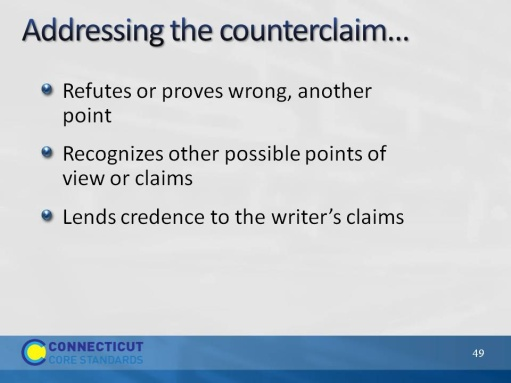 Addressing the counterclaim...
Refutes or proves wrong, another
point
Recognizes other possible points of
view or claims
Lends credence to the writer’s claims
CONNECTICUT
CORE STANDARDS
49